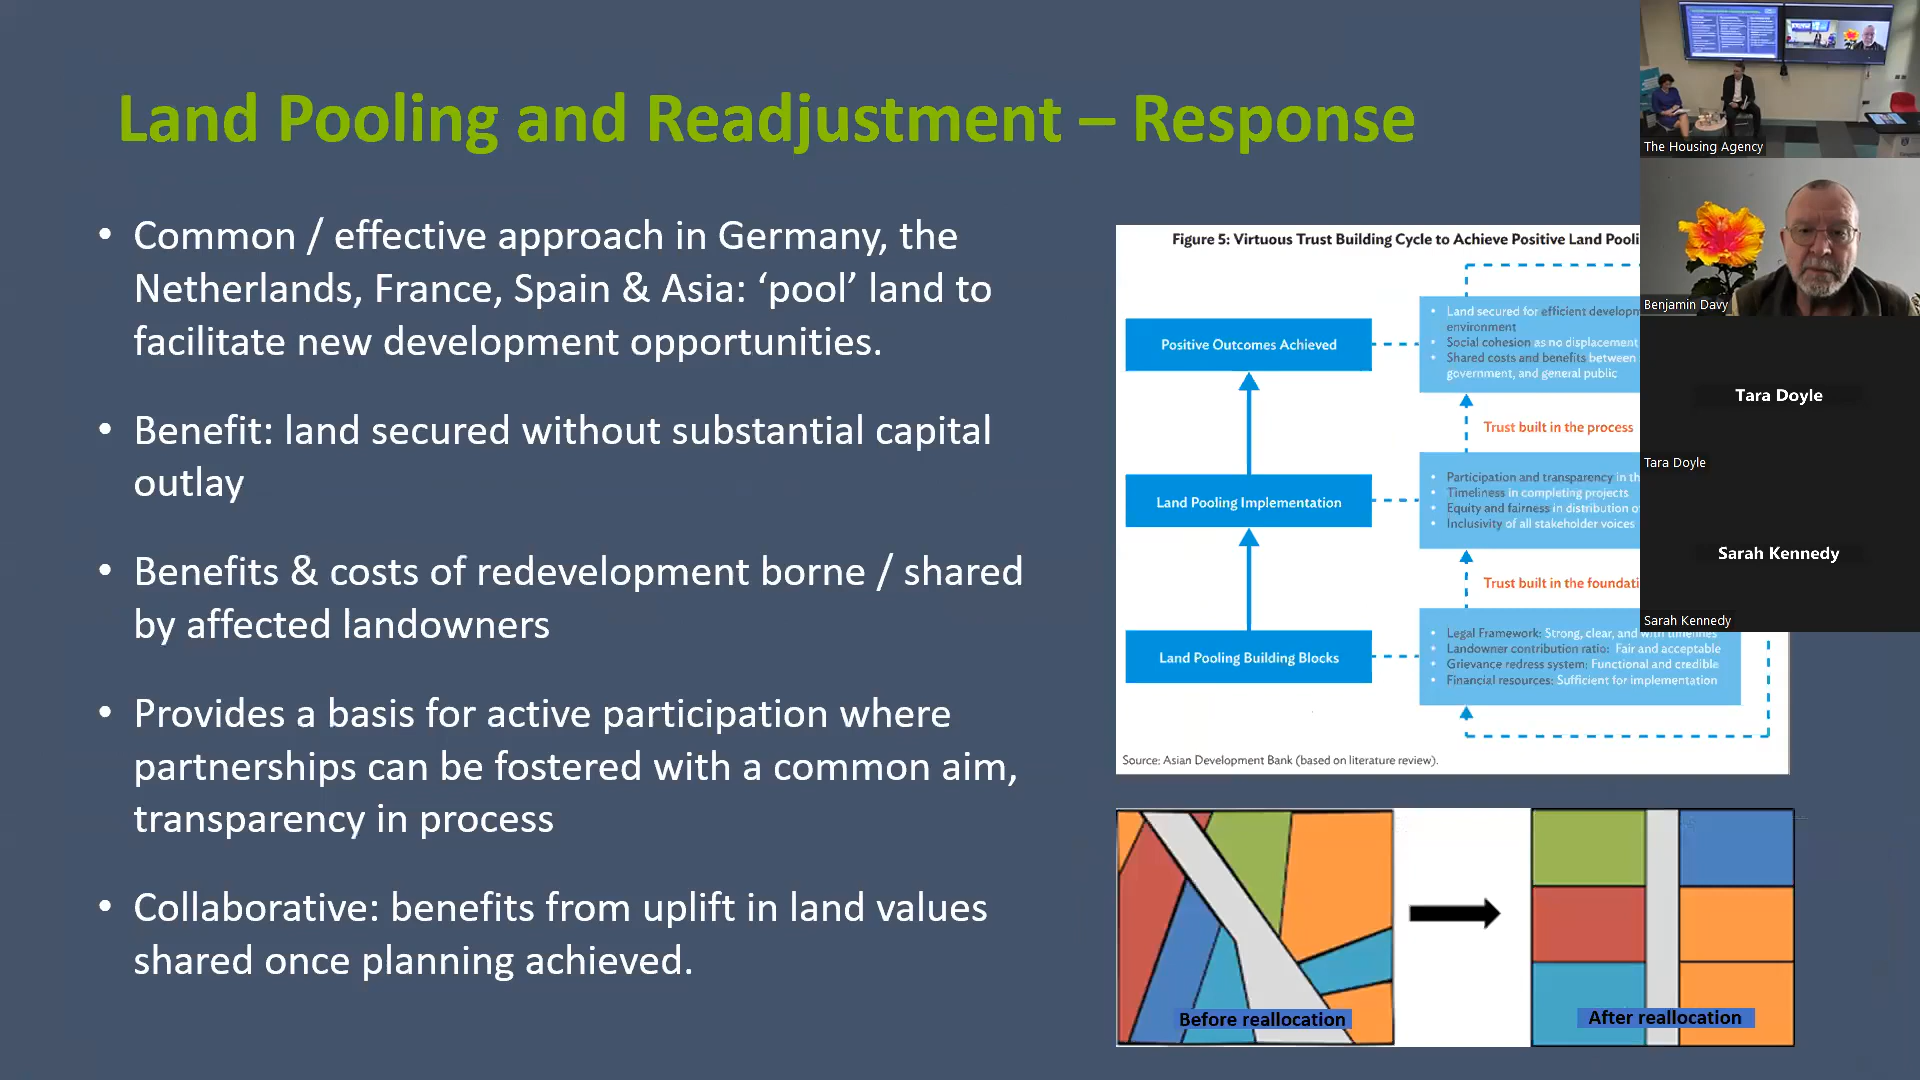 Land Pooling and Readjustment – Response
• Common / effective approach in Germany, the
Netherlands, France, Spain & Asia: ‘pool’ land to
facilitate new development opportunities.
• Benefit: land secured without substantial capital
outlay
• Benefits & costs of redevelopment borne / shared
by affected landowners
• Provides a basis for active participation where
partnerships can be fostered with a common aim,
transparency in process
• Collaborative: benefits from uplift in land values
shared once planning achieved.
Figure 5: Virtuous Trust Building Cycle to Achieve Positive Land
Positive Outcomes Achieved
• Land secured for efficient
environment
• Social cohesion as no displacement
• Shared costs and benefits between
government, and general public
Trust built in the process
Land Pooling Implementation
• Participation and transparency in
• Timeliness in completing projects
• Equity and fairness in distribution
• Inclusivity of all stakeholder voices
Trust built in the
Land Pooling Building Blocks
• Legal Framework: Strong, clear, and with timelines
• Landowner contribution ratio: Fair and acceptable
• Grievance redress system: Functional and credible
• Financial resources: Sufficient for implementation
Source: Asian Development Bank (based on literature review).
Before reallocation
After reallocation
The Housing Agency
Benjamin Davy
Tara Doyle
Tara Doyle
Sarah Kennedy
Sarah Kennedy